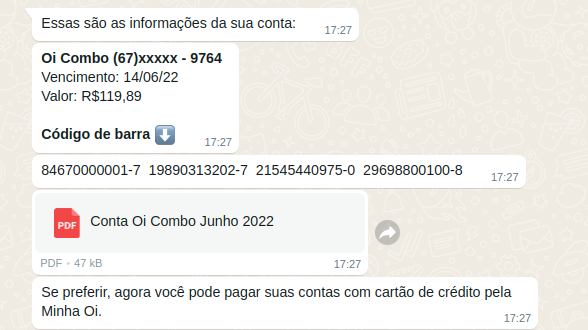 Essas são as informações da sua conta:
17:27
Oi Combo (67)xxxxx - 9764
Vencimento: 14/06/22
Valor: R$119,89
Código de barra ⬇️
17:27
84670000001-7 19890313202-7 21545440975-0 29698800100-8
17:27
PDF Conta Oi Combo Junho 2022
PDF • 47 kB
17:27
Se preferir, agora você pode pagar suas contas com cartão de crédito pela
Minha Oi.
17:27